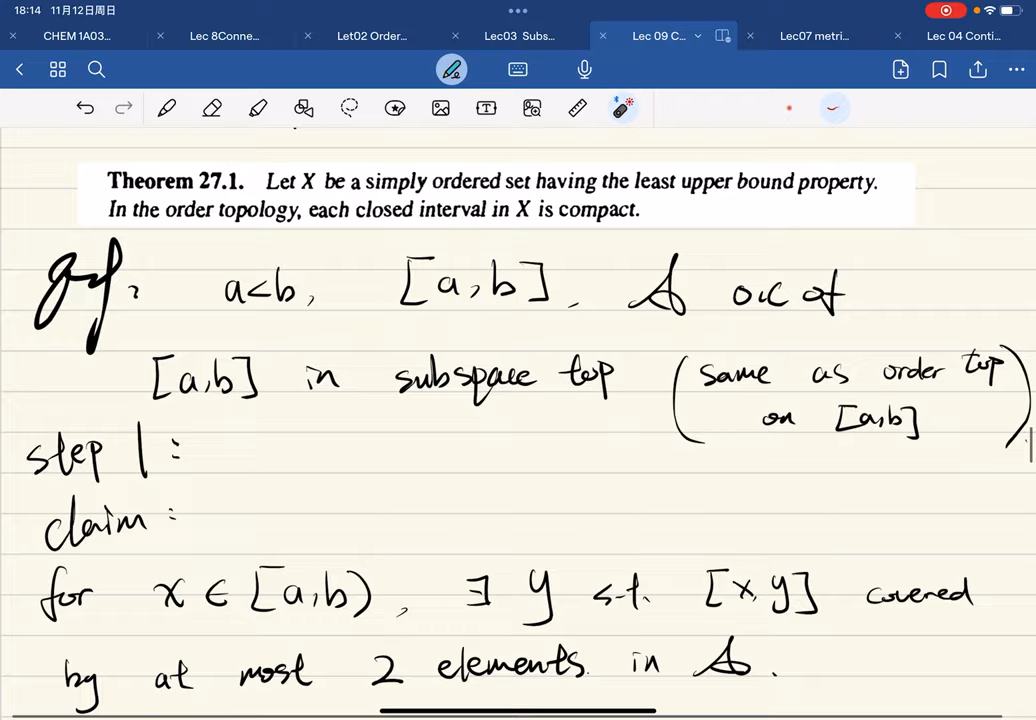 18:14 11月12日周日
CHEM 1A03...
Lec 8Conne...
Let02 Order...
Lec03 Subs...
Lec 09 C...
Lec07 metri...
Lec 04 Conti...
Theorem 27.1. Let X be a simply ordered set having the least upper bound property.
In the order topology, each closed interval in X is compact.
a<b, [a,b], A o.c of
[a,b] in subspace top (same as order top
on [a,b])
step 1:
claim:
for x ∈ [a,b), ∃ y s.t. [x,y] covered
by at most 2 elements in A.